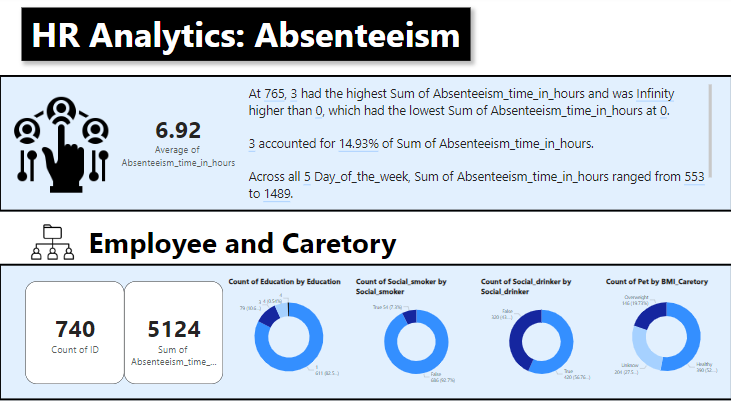 HR Analytics: Absenteeism
6.92
Average of
Absenteeism_time_in_hours
At 765, 3 had the highest Sum of Absenteeism_time_in_hours and was Infinity
higher than 0, which had the lowest Sum of Absenteeism_time_in_hours at 0.
3 accounted for 14.93% of Sum of Absenteeism_time_in_hours.
Across all 5 Day_of_the_week, Sum of Absenteeism_time_in_hours ranged from 553
to 1489.
Employee and Caretory
740
Count of ID
5124
Sum of
Absenteeism_time_...
Count of Education by Education
3
79 (10.6...)
4 (0.54%)
1
611 (82.5...)
Count of Social_smoker by
Social_smoker
True 54 (7.3%)
False
686 (92.7%)
Count of Social_drinker by
Social_drinker
False
320 (43....)
True
420 (56.76...)
Count of Pet by BMI_Caretory
Overweight
146 (19.73%)
Unknown
204 (27.5...)
Healthy
390 (52....)